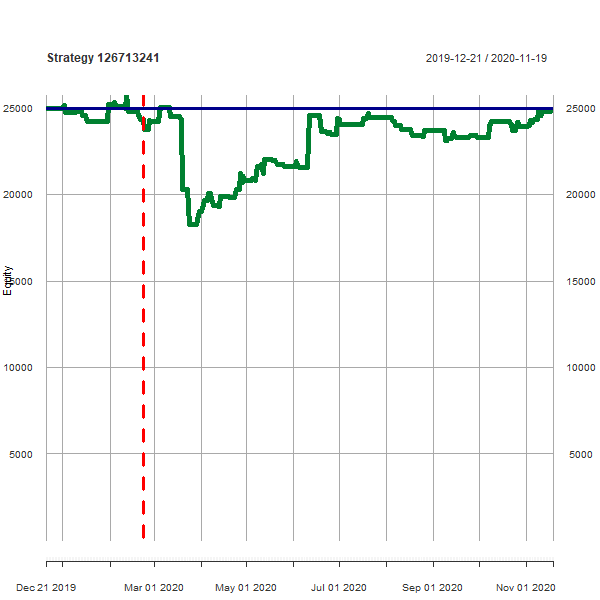 Strategy 126713241
2019-12-21 / 2020-11-19
25000
25000
20000
20000
Equity
15000
15000
10000
10000
5000
5000
Dec 21 2019
Mar 01 2020
May 01 2020
Jul 01 2020
Sep 01 2020
Nov 01 2020